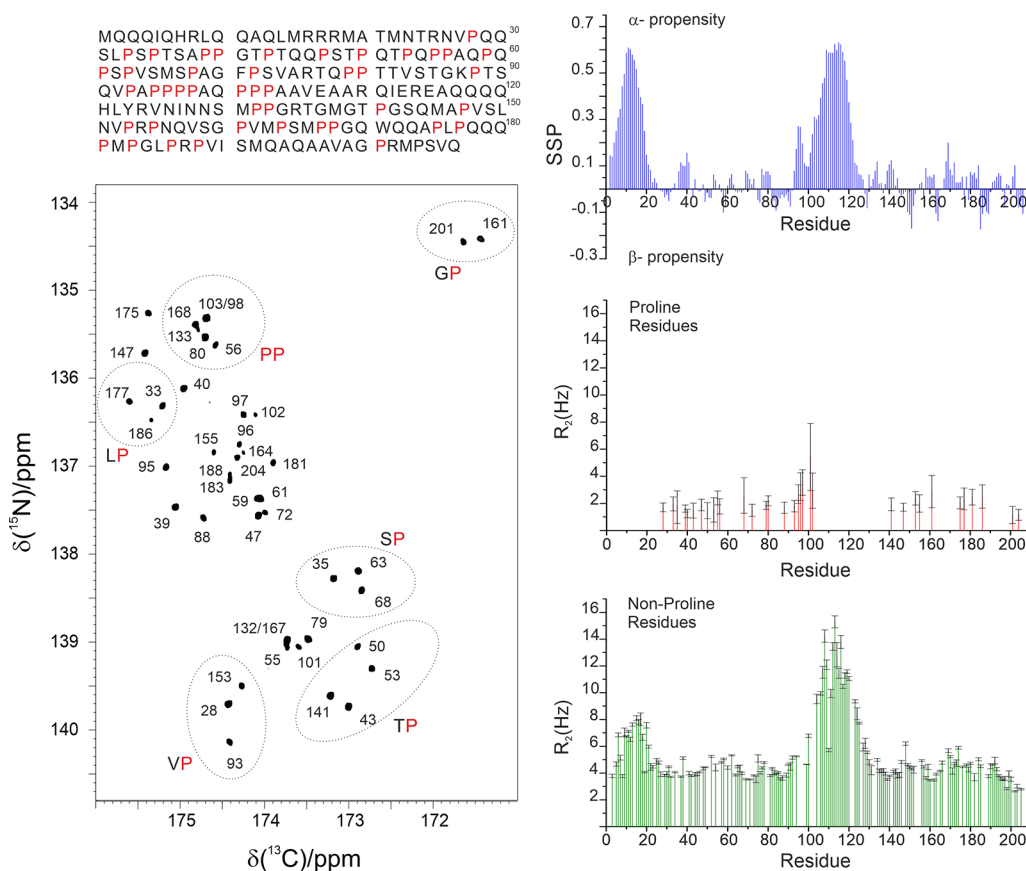 MQQQIQHRLQ QAQLMRRRMA TMNTRNVPQQ 30
SLPSPTSAPP GTPTQQPSTP QTPQPPAQPQ 60
PSPVSMSPAG FPSVARTQPP TTVSTGKPTS 90
QVPAPPPPAQ PPPAAVEAAR QIEREAQQQQ 120
HLYRVNINNS MPPGRTGMGT PGSQMAPVSL 150
NVPRPNQVSG PVMPSMPPGQ WQQAPLPQQQ 180
PMPGLPRPVI SMQAQAAVAG PRMPSVQ
134
135
136
137
138
139
140
δ(¹⁵N)/ppm
201 161
GP
175
168 103/98
133
80 56
PP
147
177 33
40
186
LP
97 102
96
155 164
95
188 204 181
183
59 61
39
88
47 72
SP
35 63
68
132/167 79
55 101
50
53
141 43
TP
153
28
93
VP
175 174 173 172
δ(¹³C)/ppm
α- propensity
0.7
0.5
0.3
0.1
-0.1
-0.3
SSP
0 20 40 60 80 100 120 140 160 180 200
Residue
β- propensity
Proline
Residues
16
14
12
10
8
6
4
2
R₂(Hz)
0 20 40 60 80 100 120 140 160 180 200
Residue
Non-Proline
Residues
16
14
12
10
8
6
4
2
R₂(Hz)
0 20 40 60 80 100 120 140 160 180 200
Residue